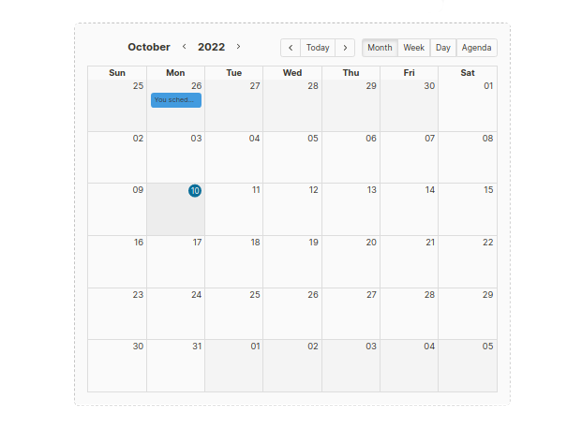 October 2022 Today Month Week Day Agenda
Sun Mon Tue Wed Thu Fri Sat
25 26 27 28 29 30 01
You sched...
02 03 04 05 06 07 08
09 10 11 12 13 14 15
16 17 18 19 20 21 22
23 24 25 26 27 28 29
30 31 01 02 03 04 05